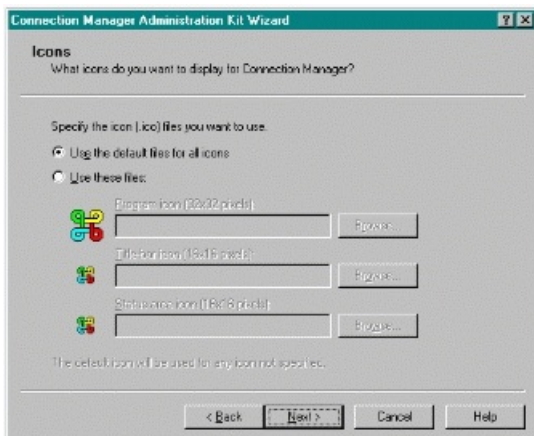 Connection Manager Administration Kit Wizard
Icons
What icons do you want to display for Connection Manager?
Specify the icon (.ico) files you want to use.
Use the default files for all icons
Use these files:
Program icon (32x32 pixels):
Browse...
Title bar icon (16x16 pixels):
Browse...
Status area icon (16x16 pixels):
Browse...
The default icon will be used for any icon not specified.
< Back Next > Cancel Help